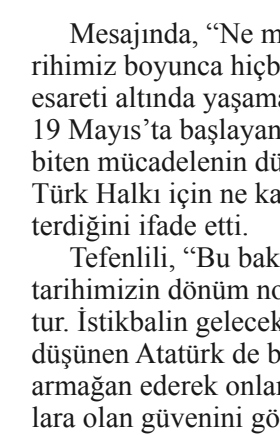 Mesajında, “Ne m
rihimiz boyunca hiçb
esareti altında yaşama
19 Mayıs’ta başlayan
biten mücadelenin dü
Türk Halkı için ne ka
terdiğini ifade etti.
Tefenlili, “Bu bakı
tarihimizin dönüm no
tur. İstikbalin gelecek
düşünen Atatürk de b
armağan ederek onlar
lara olan güvenini gö